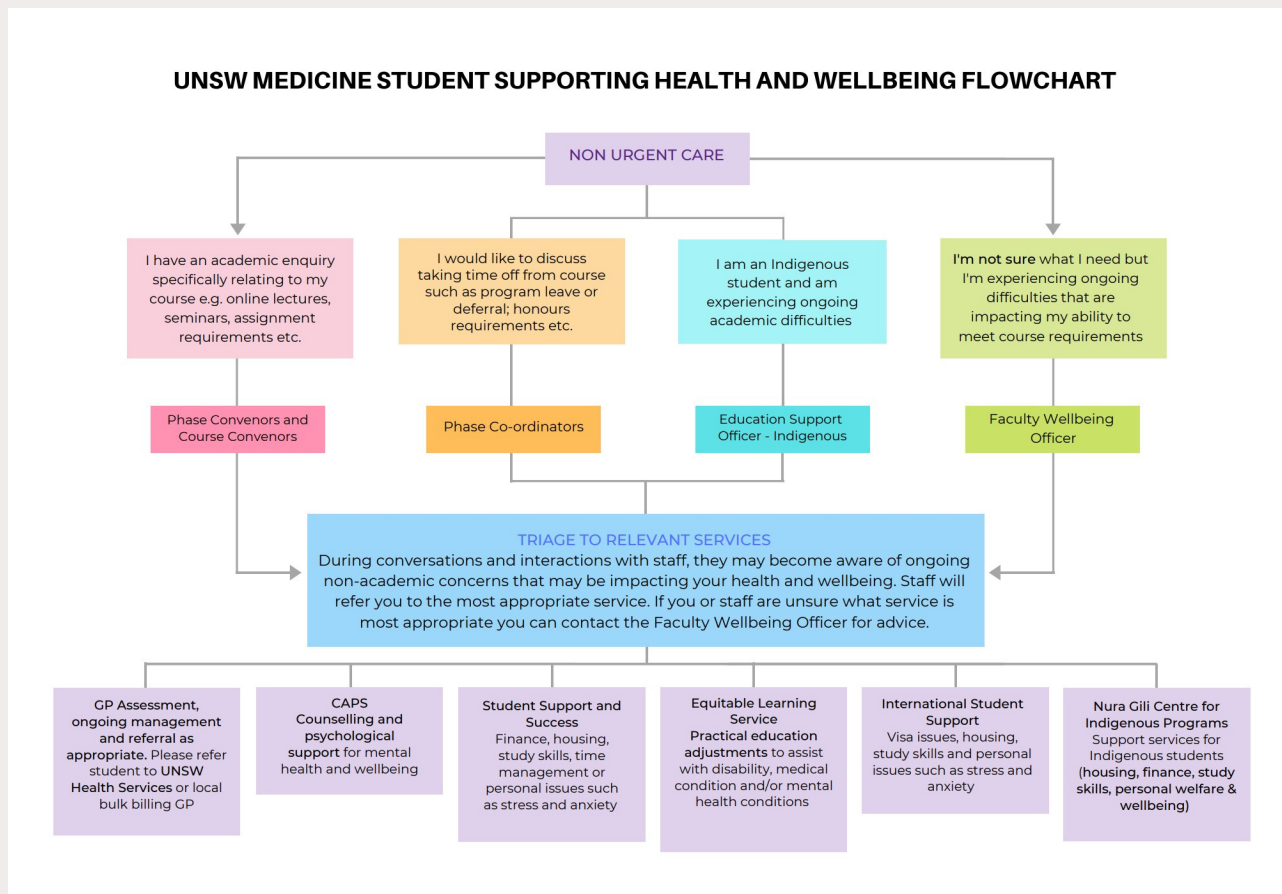 UNSW MEDICINE STUDENT SUPPORTING HEALTH AND WELLBEING FLOWCHART
NON URGENT CARE
I have an academic enquiry
specifically relating to my
course e.g. online lectures,
seminars, assignment
requirements etc.
I would like to discuss
taking time off from course
such as program leave or
deferral; honours
requirements etc.
I am an Indigenous
student and am
experiencing ongoing
academic difficulties
I'm not sure what I need but
I'm experiencing ongoing
difficulties that are
impacting my ability to
meet course requirements
Phase Convenors and
Course Convenors
Phase Co-ordinators
Education Support
Officer - Indigenous
Faculty Wellbeing
Officer
TRIAGE TO RELEVANT SERVICES
During conversations and interactions with staff, they may become aware of ongoing
non-academic concerns that may be impacting your health and wellbeing. Staff will
refer you to the most appropriate service. If you or staff are unsure what service is
most appropriate you can contact the Faculty Wellbeing Officer for advice.
GP Assessment,
ongoing management
and referral as
appropriate. Please refer
student to UNSW
Health Services or local
bulk billing GP
CAPS
Counselling and
psychological
support for mental
health and wellbeing
Student Support and
Success
Finance, housing,
study skills, time
management or
personal issues such
as stress and anxiety
Equitable Learning
Service
Practical education
adjustments to assist
with disability, medical
condition and/or mental
health conditions
International Student
Support
Visa issues, housing,
study skills and personal
issues such as stress and
anxiety
Nura Gili Centre for
Indigenous Programs
Support services for
Indigenous students
(housing, finance, study
skills, personal welfare &
wellbeing)